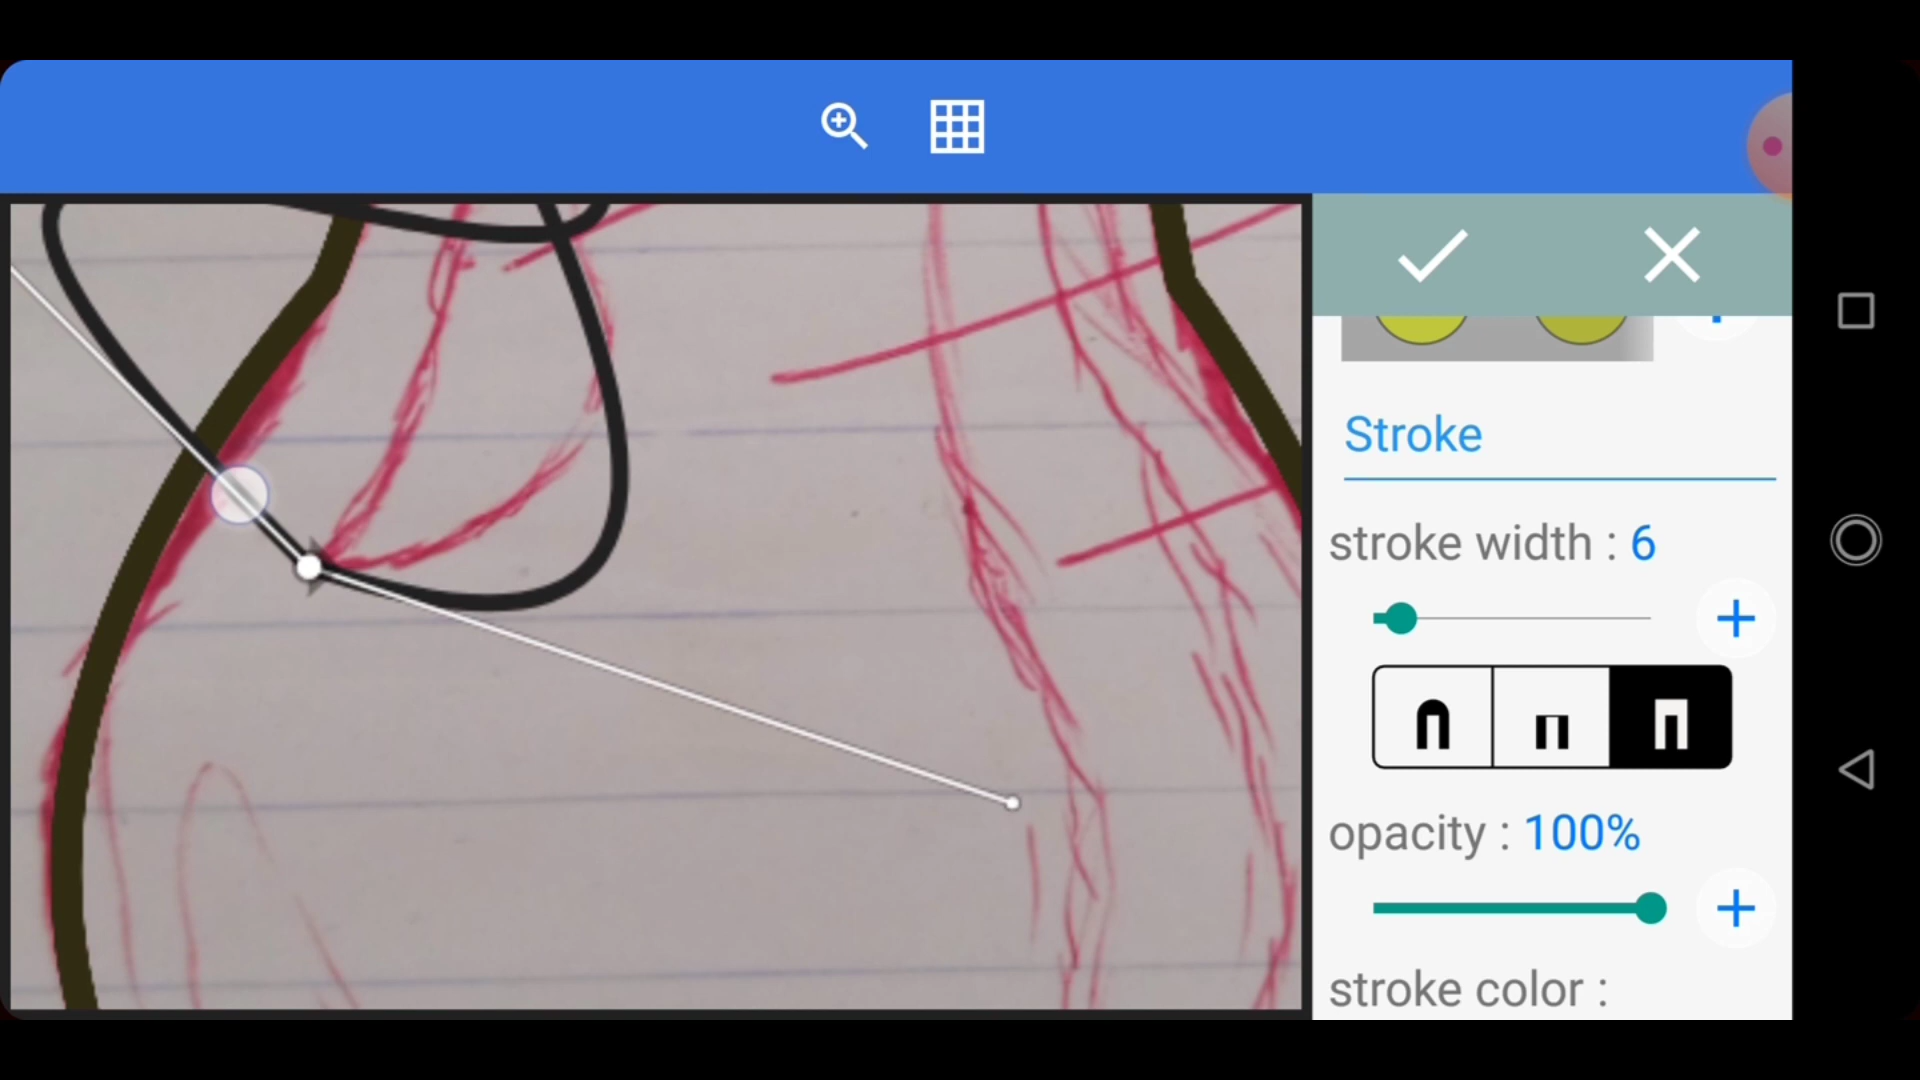 Stroke
stroke width : 6
opacity : 100%
stroke color :